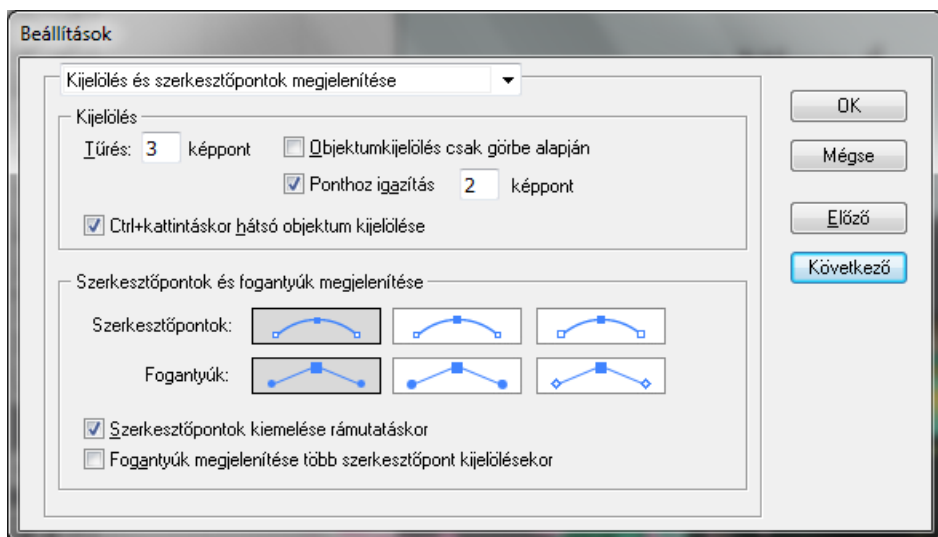 Beállítások
Kijelölés és szerkesztőpontok megjelenítése
Kijelölés
Tűrés: 3 képpont
Objektumkijelölés csak görbe alapján
Ponthoz igazítás 2 képpont
Ctrl+kattintáskor hátsó objektum kijelölése
Szerkesztőpontok és fogantyúk megjelenítése
Szerkesztőpontok:
Fogantyúk:
Szerkesztőpontok kiemelése rámutatáskor
Fogantyúk megjelenítése több szerkesztőpont kijelölésekor
OK
Mégse
Előző
Következő